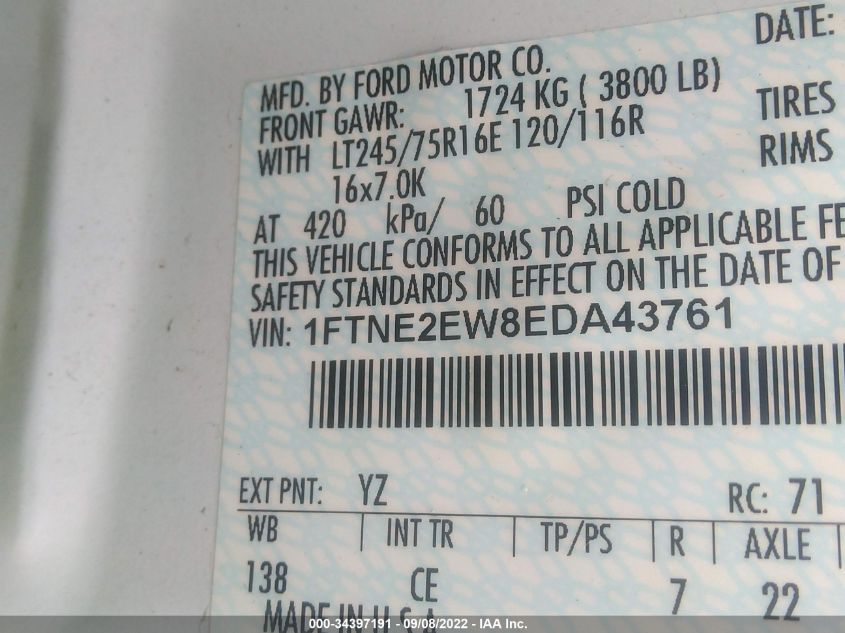 DATE:
MFD. BY FORD MOTOR CO.
FRONT GAWR: 1724 KG ( 3800 LB)
TIRES
WITH LT245/75R16E 120/116R
RIMS
16x7.0K
AT 420 kPa/ 60 PSI COLD
THIS VEHICLE CONFORMS TO ALL APPLICABLE FE
SAFETY STANDARDS IN EFFECT ON THE DATE OF
VIN: 1FTNE2EW8EDA43761
EXT PNT: YZ RC: 71
WB INT TR TP/PS R AXLE
138 CE 7 22
MADE IN U.S.A.
000-34397191 - 09/08/2022 - IAA Inc.